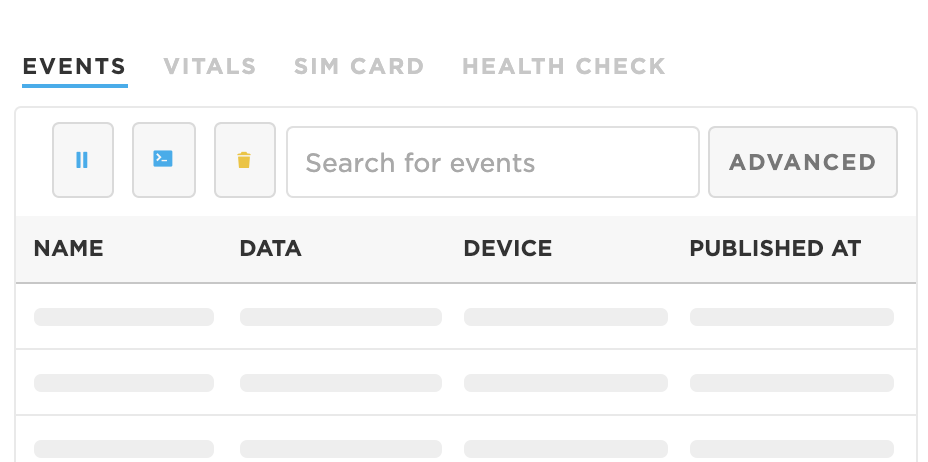 EVENTS VITALS SIM CARD HEALTH CHECK
Search for events ADVANCED
NAME DATA DEVICE PUBLISHED AT